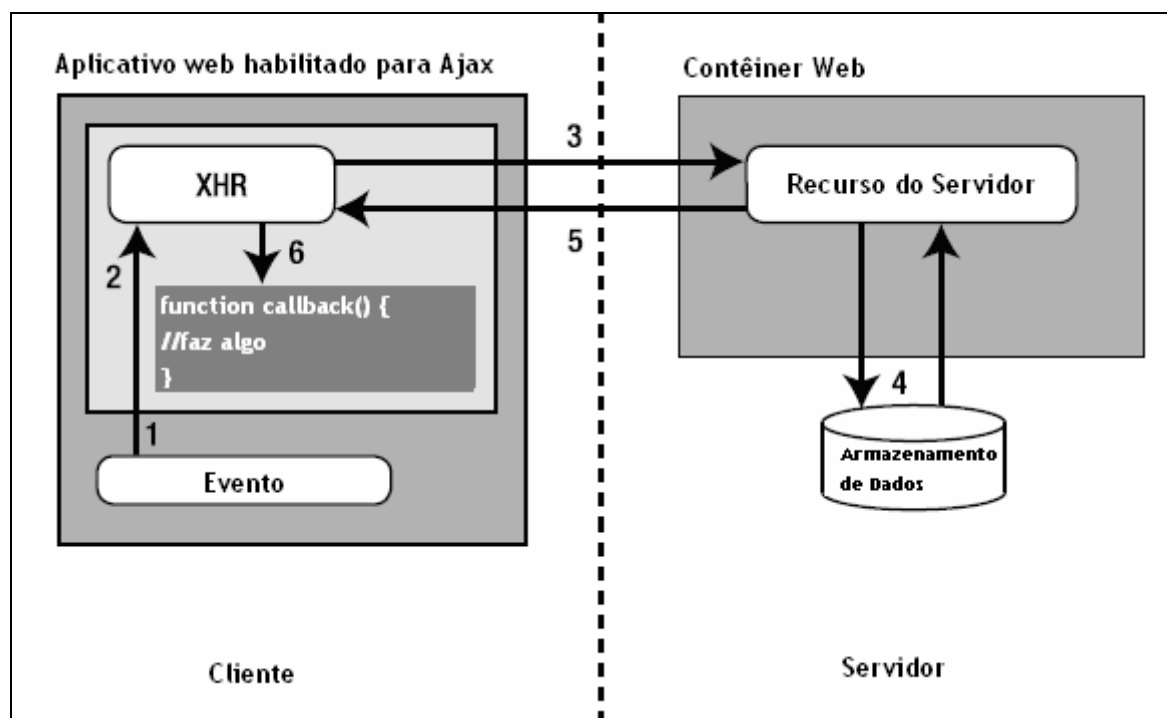 Aplicativo web habilitado para Ajax
Contêiner Web
3
XHR
Recurso do Servidor
5
2
6
function callback() {
//faz algo
}
4
1
Armazenamento
de Dados
Evento
Cliente
Servidor